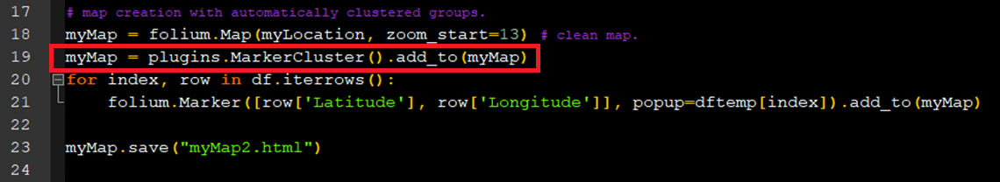 17 # map creation with automatically clustered groups.
18 myMap = folium.Map(myLocation, zoom_start=13) # clean map.
19 myMap = plugins.MarkerCluster().add_to(myMap)
20 for index, row in df.iterrows():
21 folium.Marker([row['Latitude'], row['Longitude']], popup=dftemp[index]).add_to(myMap)
22
23 myMap.save("myMap2.html")
24